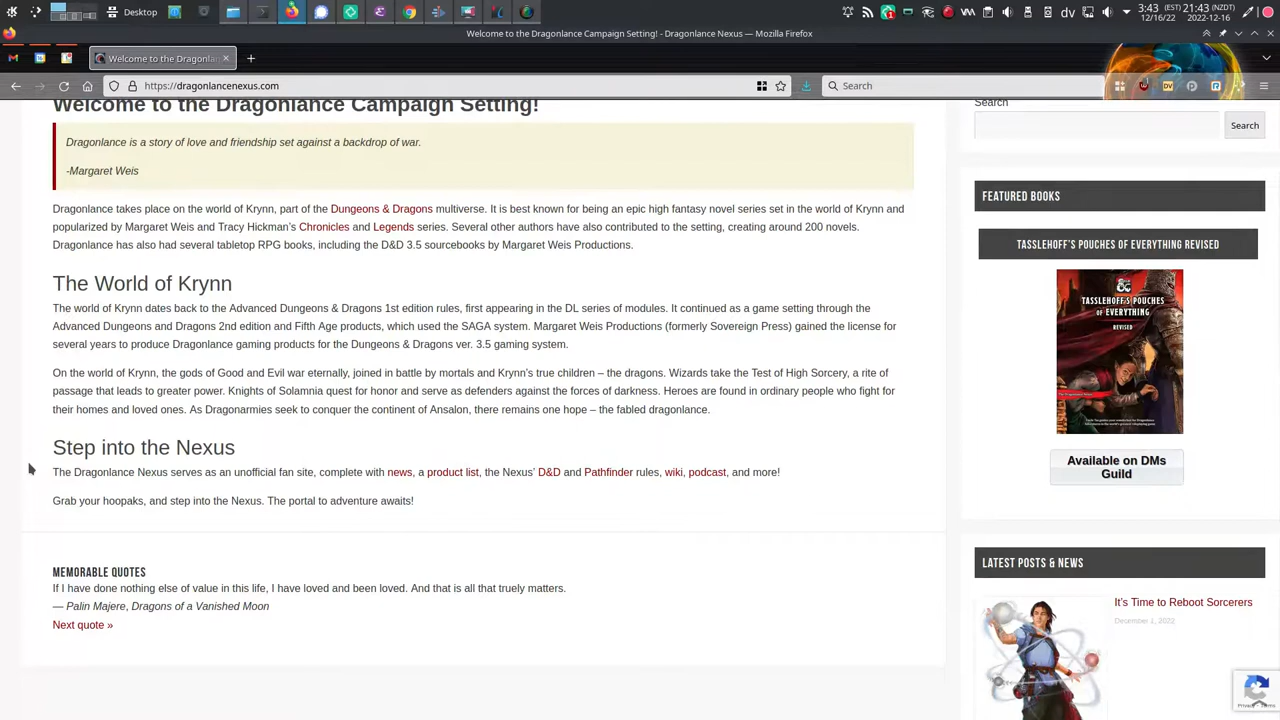 Desktop
dv
3:43 (EST) 21:43 (NZDT)
12/16/22 2022-12-16
Welcome to the Dragonlance Campaign Setting! - Dragonlance Nexus — Mozilla Firefox
Welcome to the Dragonla
https://dragonlancenexus.com
Search
Welcome to the Dragonlance Campaign Setting!
Dragonlance is a story of love and friendship set against a backdrop of war.
-Margaret Weis
Dragonlance takes place on the world of Krynn, part of the Dungeons & Dragons multiverse. It is best known for being an epic high fantasy novel series set in the world of Krynn and
popularized by Margaret Weis and Tracy Hickman's Chronicles and Legends series. Several other authors have also contributed to the setting, creating around 200 novels.
Dragonlance has also had several tabletop RPG books, including the D&D 3.5 sourcebooks by Margaret Weis Productions.
The World of Krynn
The world of Krynn dates back to the Advanced Dungeons & Dragons 1st edition rules, first appearing in the DL series of modules. It continued as a game setting through the
Advanced Dungeons and Dragons 2nd edition and Fifth Age products, which used the SAGA system. Margaret Weis Productions (formerly Sovereign Press) gained the license for
several years to produce Dragonlance gaming products for the Dungeons & Dragons ver. 3.5 gaming system.
On the world of Krynn, the gods of Good and Evil war eternally, joined in battle by mortals and Krynn's true children – the dragons. Wizards take the Test of High Sorcery, a rite of
passage that leads to greater power. Knights of Solamnia quest for honor and serve as defenders against the forces of darkness. Heroes are found in ordinary people who fight for
their homes and loved ones. As Dragonarmies seek to conquer the continent of Ansalon, there remains one hope – the fabled dragonlance.
Step into the Nexus
The Dragonlance Nexus serves as an unofficial fan site, complete with news, a product list, the Nexus' D&D and Pathfinder rules, wiki, podcast, and more!
Grab your hoopaks, and step into the Nexus. The portal to adventure awaits!
MEMORABLE QUOTES
If I have done nothing else of value in this life, I have loved and been loved. And that is all that truely matters.
— Palin Majere, Dragons of a Vanished Moon
Next quote »
Search
Search
FEATURED BOOKS
TASSLEHOFF'S POUCHES OF EVERYTHING REVISED
TASSLEHOFF'S POUCHES
OF EVERYTHING
REVISED
Available on DMs
Guild
LATEST POSTS & NEWS
It's Time to Reboot Sorcerers
December 1, 2022
Privacy - Terms